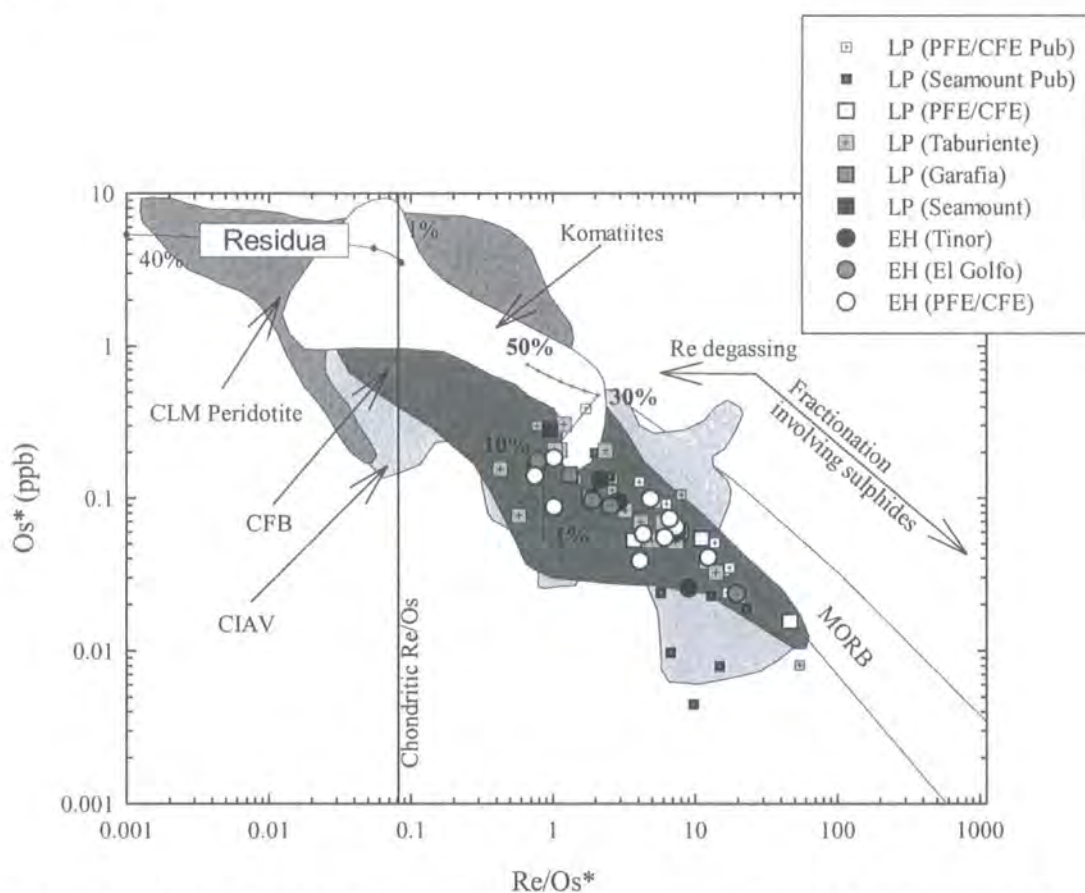 LP (PFE/CFE Pub)
LP (Seamount Pub)
LP (PFE/CFE)
LP (Taburiente)
LP (Garafia)
LP (Seamount)
EH (Tinor)
EH (El Golfo)
EH (PFE/CFE)
10
1
0.1
0.01
0.001
Os* (ppb)
Residua
40%
1%
Komatiites
50%
30%
Re degassing
Fractionation
involving sulphides
CLM Peridotite
10%
1%
CFB
CIAV
Chondritic Re/Os
MORB
0.001
0.01
0.1
1
10
100
1000
Re/Os*